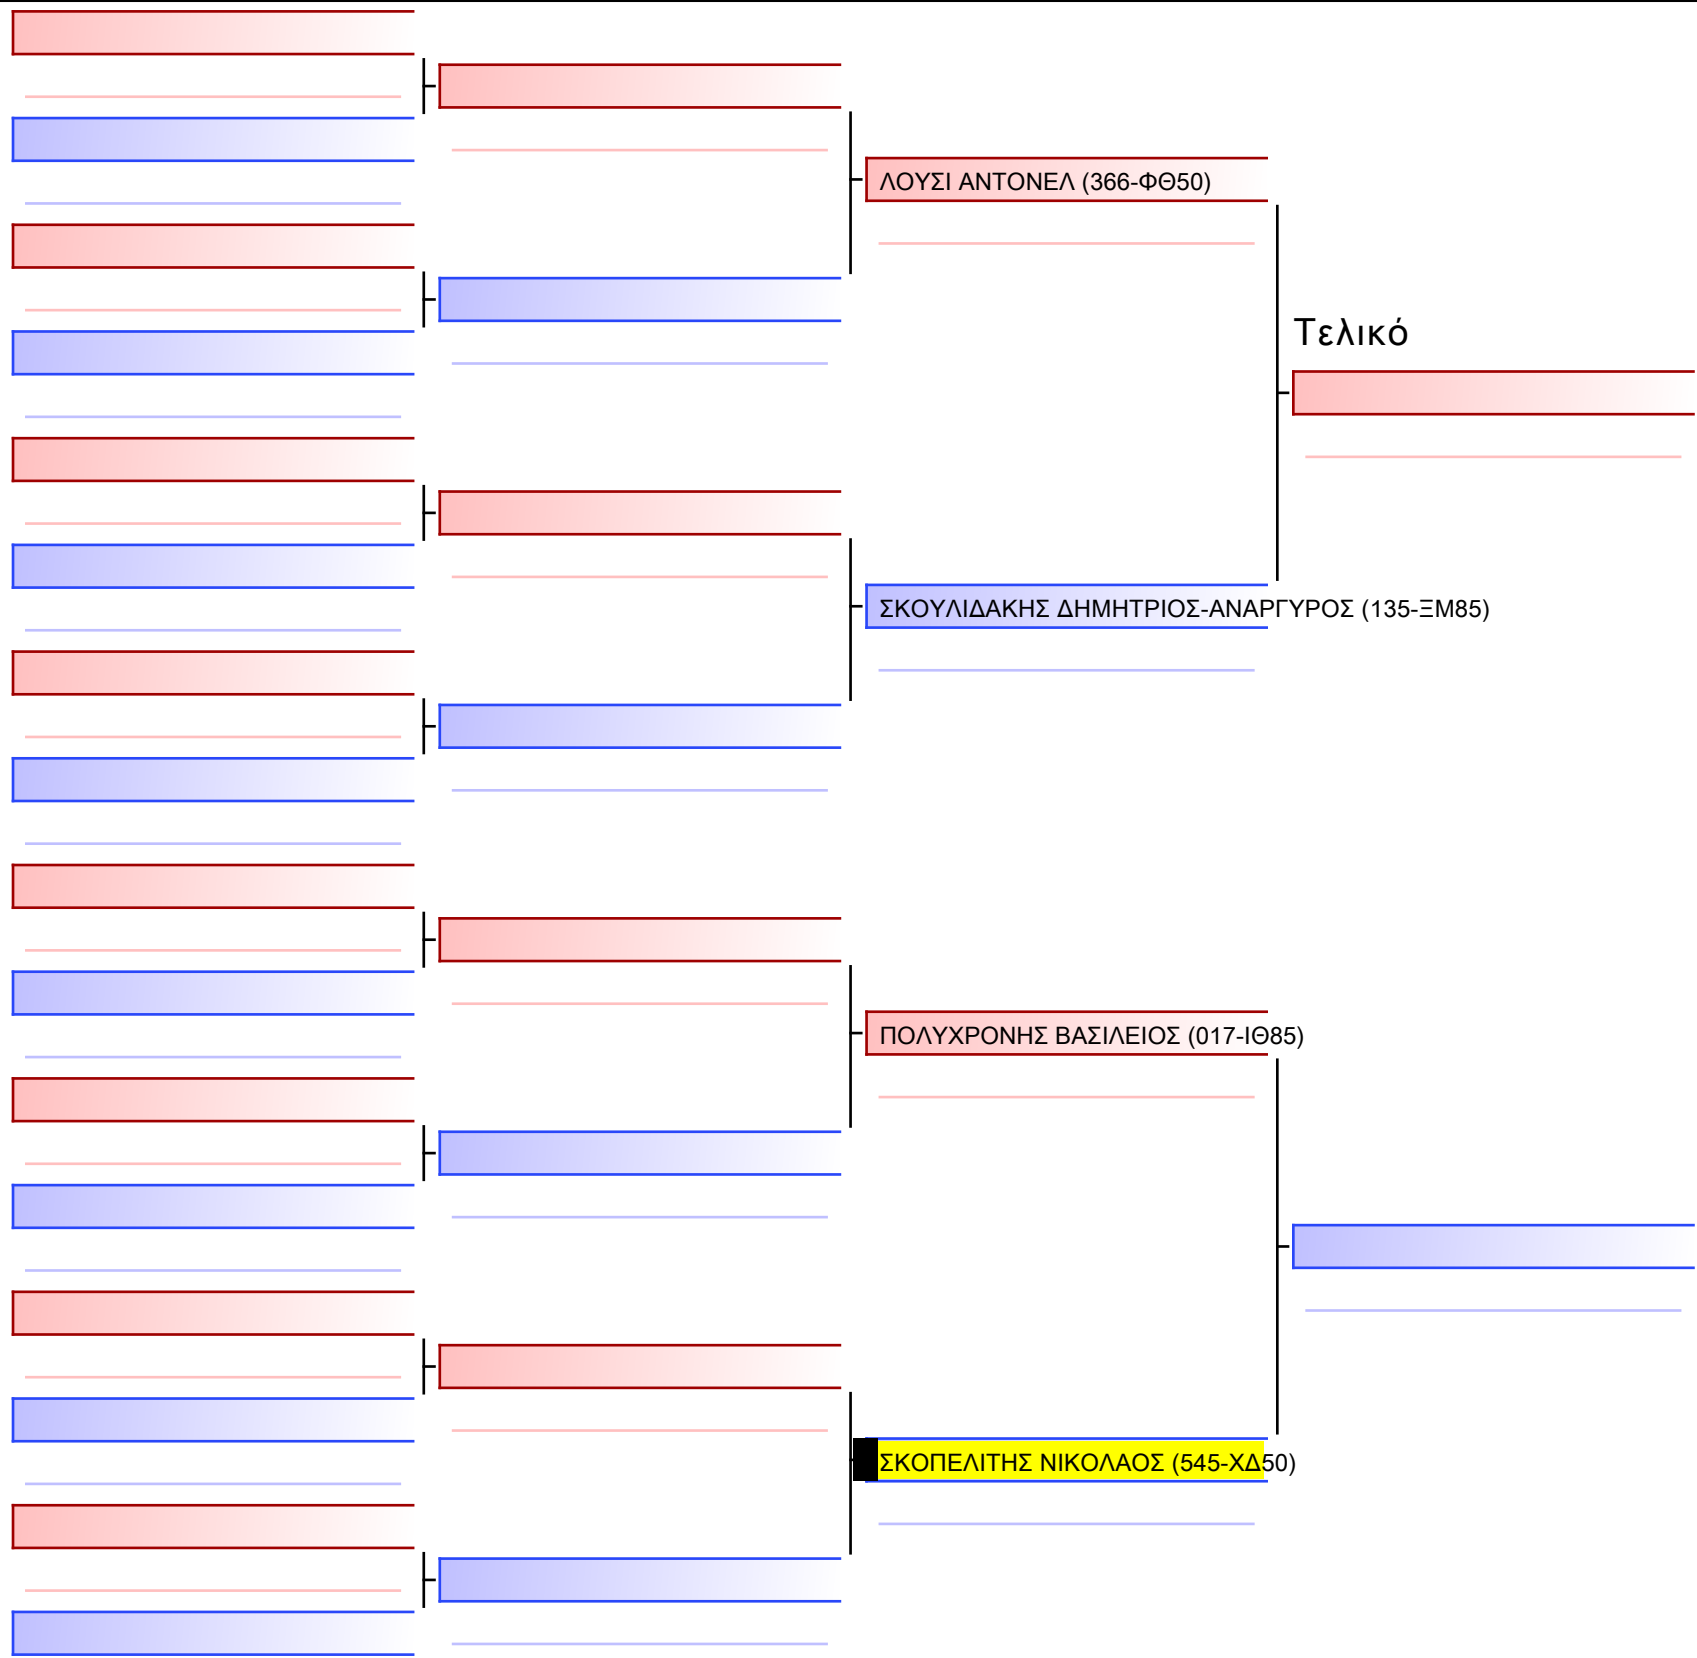 ΛΟΥΣΙ ΑΝΤΟΝΕΛ (366-ΦΘ50)
Τελικό
ΣΚΟΥΛΙΔΑΚΗΣ ΔΗΜΗΤΡΙΟΣ-ΑΝΑΡΓΥΡΟΣ (135-ΞΜ85)
ΠΟΛΥΧΡΟΝΗΣ ΒΑΣΙΛΕΙΟΣ (017-ΙΘ85)
ΣΚΟΠΕΛΙΤΗΣ ΝΙΚΟΛΑΟΣ (545-ΧΔ50)